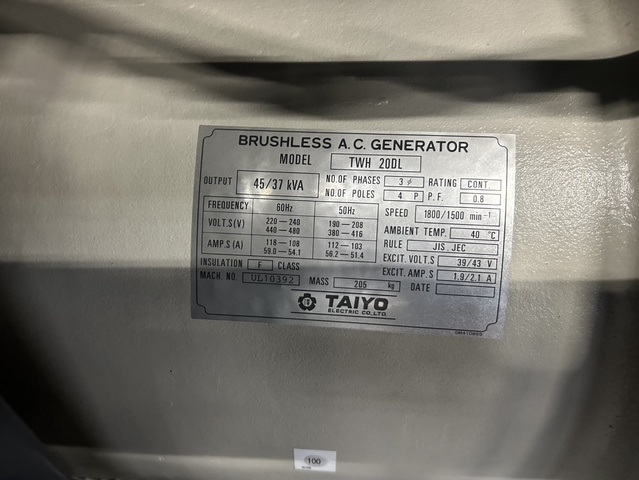 BRUSHLESS A.C. GENERATOR
MODEL TWH 20DL
OUTPUT 45/37 kVA NO.OF PHASES 3φ RATING CONT
NO.OF POLES 4 P P.F. 0.8
FREQUENCY 60Hz 50Hz
SPEED 1800/1500 min⁻¹
VOLT.S(V) 220-240 190-208
440-480 380-416
AMBIENT TEMP. 40 °C
RULE JIS.JEC
AMP.S(A) 118-108 112-103
59.0-54.1 56.2-51.4
EXCIT.VOLT.S 39/43 V
INSULATION F CLASS
EXCIT.AMP.S 1.9/2.1 A
MACH. NO. UL10392 MASS 205 kg DATE
TAIYO
ELECTRIC CO.,LTD.
100